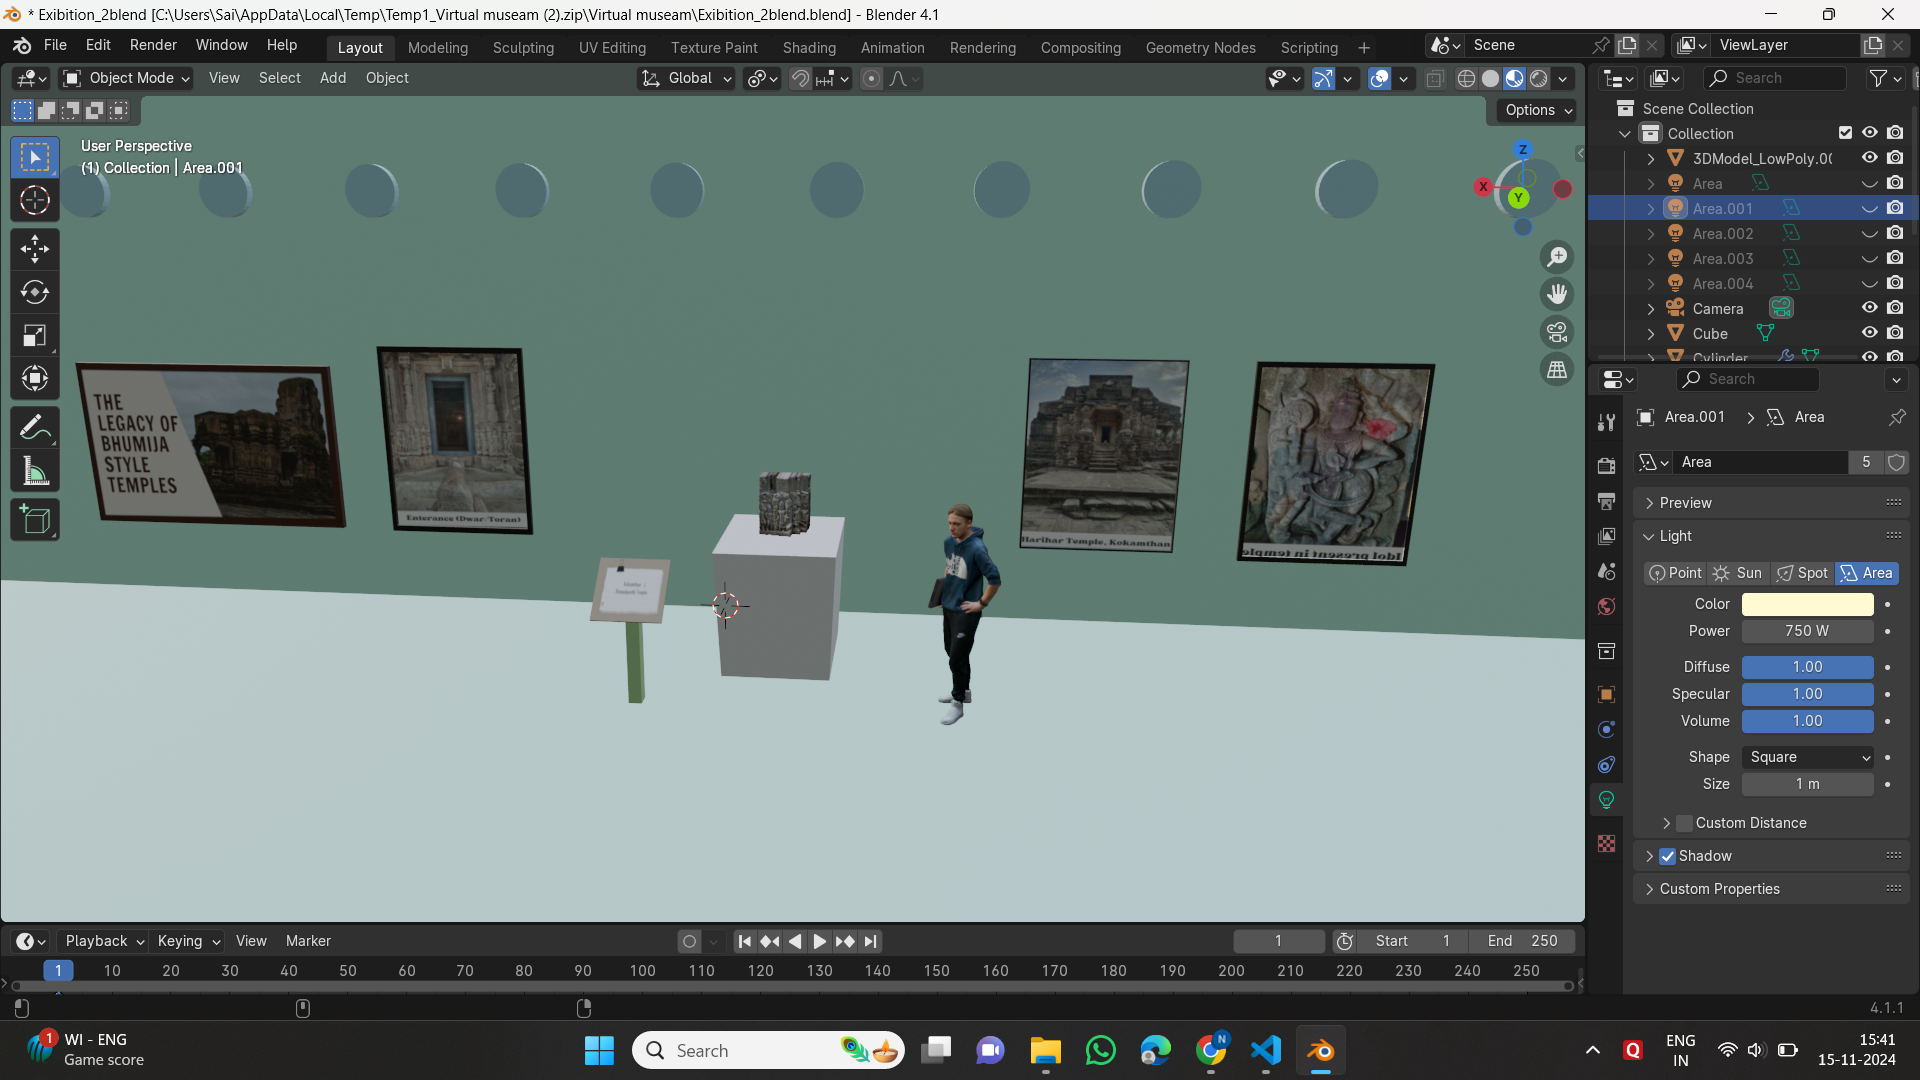 * Exibition_2blend [C:\Users\Sai\AppData\Local\Temp\Temp1_Virtual museam (2).zip\Virtual museam\Exibition_2blend.blend] - Blender 4.1
File Edit Render Window Help Layout Modeling Sculpting UV Editing Texture Paint Shading Animation Rendering Compositing Geometry Nodes Scripting + Scene ViewLayer
Object Mode View Select Add Object Global Search
Options
User Perspective
(1) Collection | Area.001
Z
X
Y
Scene Collection
Collection
3DModel_LowPoly.00
Area
Area.001
Area.002
Area.003
Area.004
Camera
Cube
Cylinder
THE
LEGACY OF
BHUMIJA
STYLE
TEMPLES
Enterance (Dwar/Toran)
Harihar Temple, Kokamthan
Idol present in temple
Search
Area.001 > Area
Area 5
Preview
Light
Point Sun Spot Area
Color
Power 750 W
Diffuse 1.00
Specular 1.00
Volume 1.00
Shape Square
Size 1 m
Custom Distance
Shadow
Custom Properties
Playback Keying View Marker 1 Start 1 End 250
1 10 20 30 40 50 60 70 80 90 100 110 120 130 140 150 160 170 180 190 200 210 220 230 240 250
4.1.1
1 WI - ENG
Game score
Search
N
Q
ENG
IN
15:41
15-11-2024